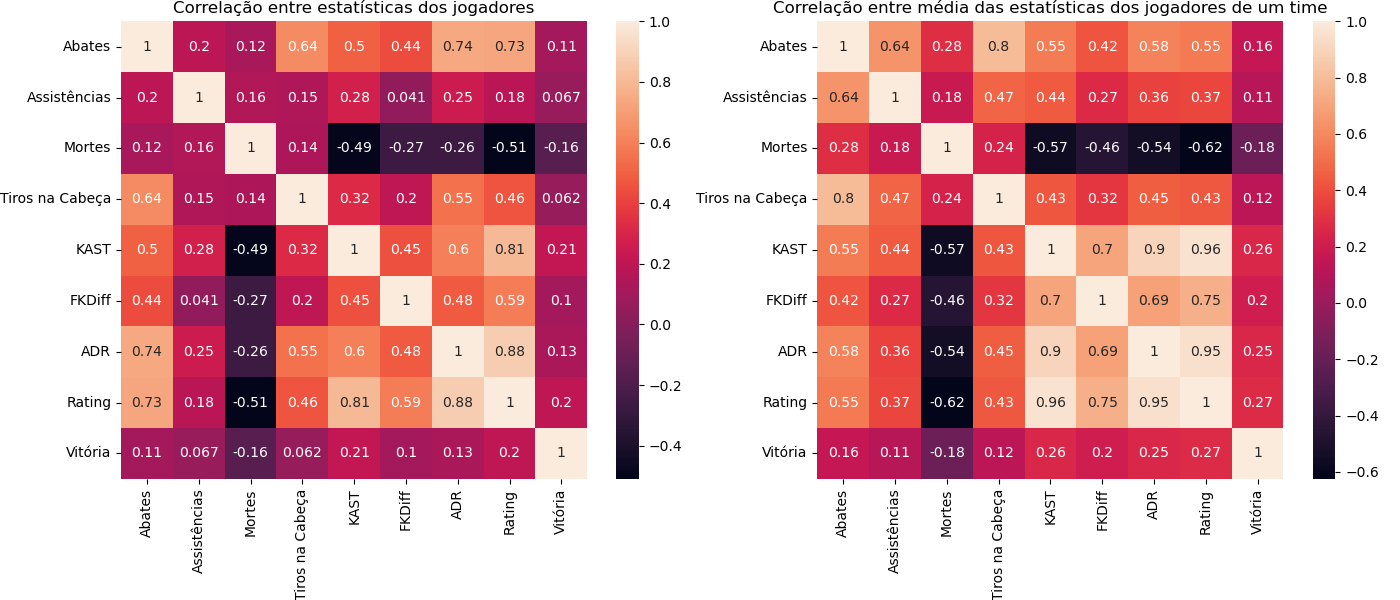 Correlação entre estatísticas dos jogadores
Abates 1 0.2 0.12 0.64 0.5 0.44 0.74 0.73 0.11
Assistências 0.2 1 0.16 0.15 0.28 0.041 0.25 0.18 0.067
Mortes 0.12 0.16 1 0.14 -0.49 -0.27 -0.26 -0.51 -0.16
Tiros na Cabeça 0.64 0.15 0.14 1 0.32 0.2 0.55 0.46 0.062
KAST 0.5 0.28 -0.49 0.32 1 0.45 0.6 0.81 0.21
FKDiff 0.44 0.041 -0.27 0.2 0.45 1 0.48 0.59 0.1
ADR 0.74 0.25 -0.26 0.55 0.6 0.48 1 0.88 0.13
Rating 0.73 0.18 -0.51 0.46 0.81 0.59 0.88 1 0.2
Vitória 0.11 0.067 -0.16 0.062 0.21 0.1 0.13 0.2 1
Abates Assistências Mortes Tiros na Cabeça KAST FKDiff ADR Rating Vitória
1.0
0.8
0.6
0.4
0.2
0.0
−0.2
−0.4
Correlação entre média das estatísticas dos jogadores de um time
Abates 1 0.64 0.28 0.8 0.55 0.42 0.58 0.55 0.16
Assistências 0.64 1 0.18 0.47 0.44 0.27 0.36 0.37 0.11
Mortes 0.28 0.18 1 0.24 -0.57 -0.46 -0.54 -0.62 -0.18
Tiros na Cabeça 0.8 0.47 0.24 1 0.43 0.32 0.45 0.43 0.12
KAST 0.55 0.44 -0.57 0.43 1 0.7 0.9 0.96 0.26
FKDiff 0.42 0.27 -0.46 0.32 0.7 1 0.69 0.75 0.2
ADR 0.58 0.36 -0.54 0.45 0.9 0.69 1 0.95 0.25
Rating 0.55 0.37 -0.62 0.43 0.96 0.75 0.95 1 0.27
Vitória 0.16 0.11 -0.18 0.12 0.26 0.2 0.25 0.27 1
Abates Assistências Mortes Tiros na Cabeça KAST FKDiff ADR Rating Vitória
1.0
0.8
0.6
0.4
0.2
0.0
−0.2
−0.4
−0.6